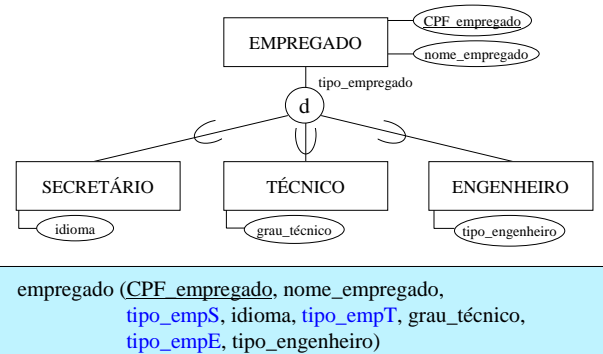 CPF_empregado
EMPREGADO
nome_empregado
tipo_empregado
d
SECRETÁRIO
TÉCNICO
ENGENHEIRO
idioma
grau_técnico
tipo_engenheiro
empregado (CPF_empregado, nome_empregado,
tipo_empS, idioma, tipo_empT, grau_técnico,
tipo_empE, tipo_engenheiro)